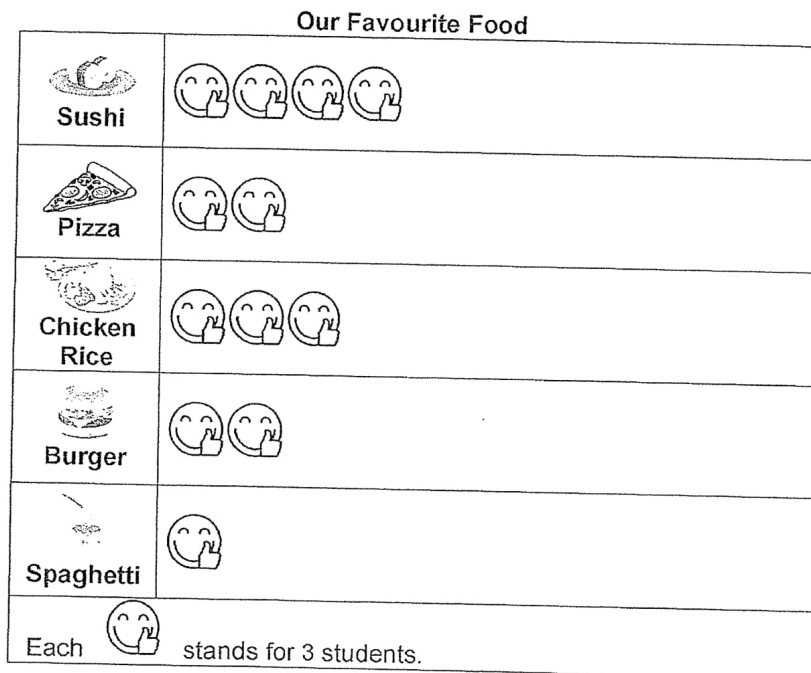 Our Favourite Food
Sushi
Pizza
Chicken
Rice
Burger
Spaghetti
Each stands for 3 students.